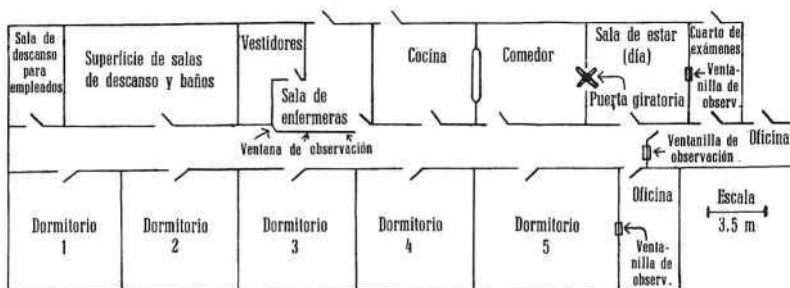 Sala de
descanso
para
empleados
Superficie de salas
de descanso y baños
Vestidores
Sala de
enfermeras
Cocina
Comedor
Sala de estar
(día)
Puerta giratoria
Cuarto de
exámenes
Venta-
nilla de
observ.
Ventana de observación
Ventanilla de
observación.
Oficina
Dormitorio
1
Dormitorio
2
Dormitorio
3
Dormitorio
4
Dormitorio
5
Oficina
Venta-
nilla de
observ.
Escala
3.5 m